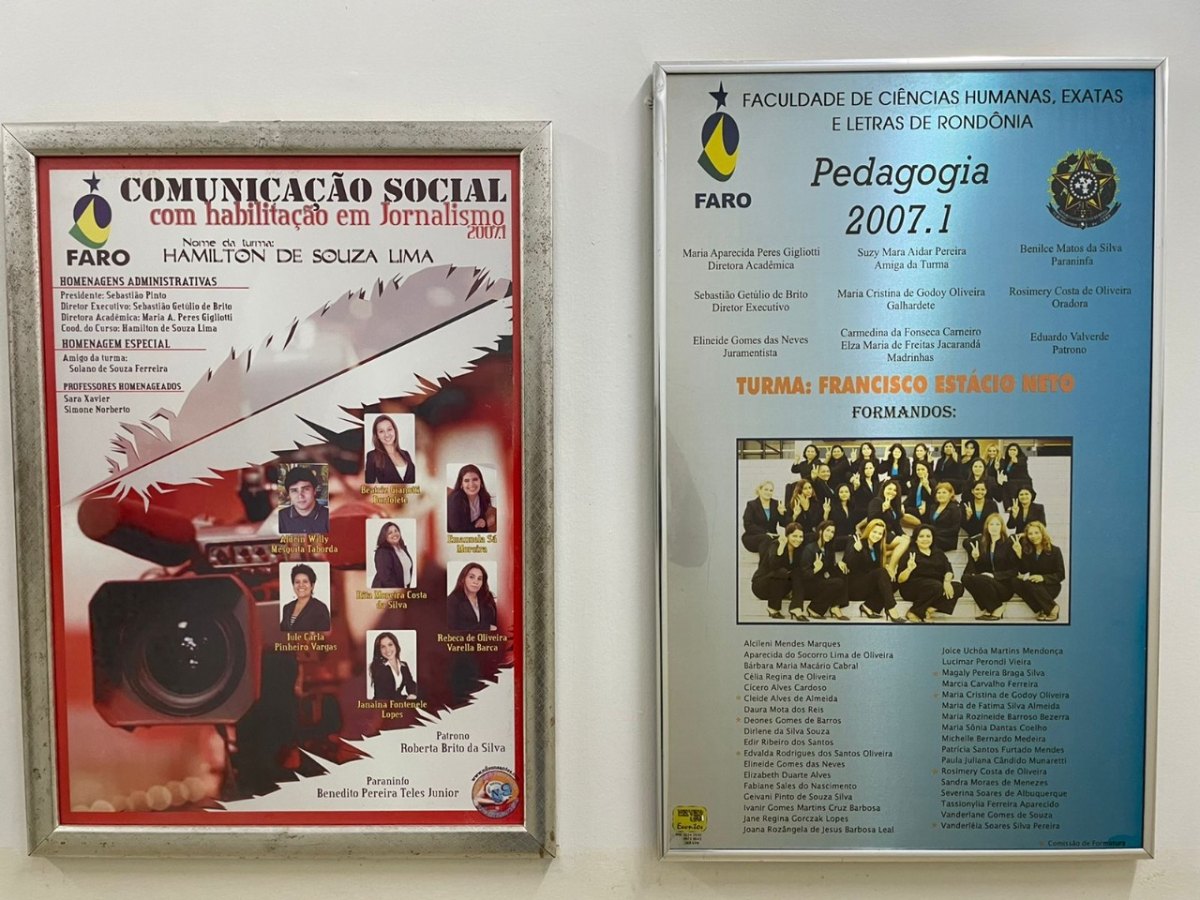 FARO
COMUNICAÇÃO SOCIAL
com habilitação em Jornalismo
2007.1
Nome da turma:
HAMILTON DE SOUZA LIMA
HOMENAGENS ADMINISTRATIVAS
Presidente: Sebastião Pinto
Diretor Executivo: Sebastião Getúlio de Brito
Diretora Acadêmica: Maria A. Peres Gigliotti
Cood. do Curso: Hamilton de Souza Lima
HOMENAGEM ESPECIAL
Amigo da turma:
Solano de Souza Ferreira
PROFESSORES HOMENAGEADOS
Sara Xavier
Simone Norberto
Beatriz
Willy
Mesquita Taborda
Emanuela Sá
Moreira
Rita Moreira Costa
da Silva
Iule Carla
Pinheiro Vargas
Rebeca de Oliveira
Varella Barca
Janaina Fontenele
Lopes
Patrono
Roberta Brito da Silva
Paraninfo
Benedito Pereira Teles Junior
FARO
FACULDADE DE CIÊNCIAS HUMANAS, EXATAS
E LETRAS DE RONDÔNIA
Pedagogia
2007.1
Maria Aparecida Peres Gigliotti
Diretora Acadêmica
Suzy Mara Aidar Pereira
Amiga da Turma
Benilce Matos da Silva
Paraninfa
Sebastião Getúlio de Brito
Diretor Executivo
Maria Cristina de Godoy Oliveira
Galhardete
Rosimery Costa de Oliveira
Oradora
Elineide Gomes das Neves
Juramentista
Carmedina da Fonseca Carneiro
Elza Maria de Freitas Jacarandá
Madrinhas
Eduardo Valverde
Patrono
TURMA: FRANCISCO ESTÁCIO NETO
FORMANDOS:
Alcileni Mendes Marques
Aparecida do Socorro Lima de Oliveira
Bárbara Maria Macário Cabral
Célia Regina de Oliveira
Cícero Alves Cardoso
Cleide Alves de Almeida
Daura Mota dos Reis
Deones Gomes de Barros
Dirlene da Silva Souza
Edir Ribeiro dos Santos
Edvalda Rodrigues dos Santos Oliveira
Elineide Gomes das Neves
Elizabeth Duarte Alves
Fabiane Sales do Nascimento
Geivani Pinto de Souza Silva
Ivanir Gomes Martins Cruz Barbosa
Jane Regina Gorczak Lopes
Joana Rozângela de Jesus Barbosa Leal
Joice Uchôa Martins Mendonça
Lucimar Perondi Vieira
Magaly Pereira Braga Silva
Marcia Carvalho Ferreira
Maria Cristina de Godoy Oliveira
Maria de Fatima Silva Almeida
Maria Rozineide Barroso Bezerra
Maria Sônia Dantas Coelho
Michelle Bernardo Medeira
Patrícia Santos Furtado Mendes
Paula Juliana Cândido Munaretti
Rosimery Costa de Oliveira
Sandra Moraes de Menezes
Severina Soares de Albuquerque
Tassionylia Ferreira Aparecido
Vanderlane Gomes de Souza
Vanderléia Soares Silva Pereira
Comissão de Formatura